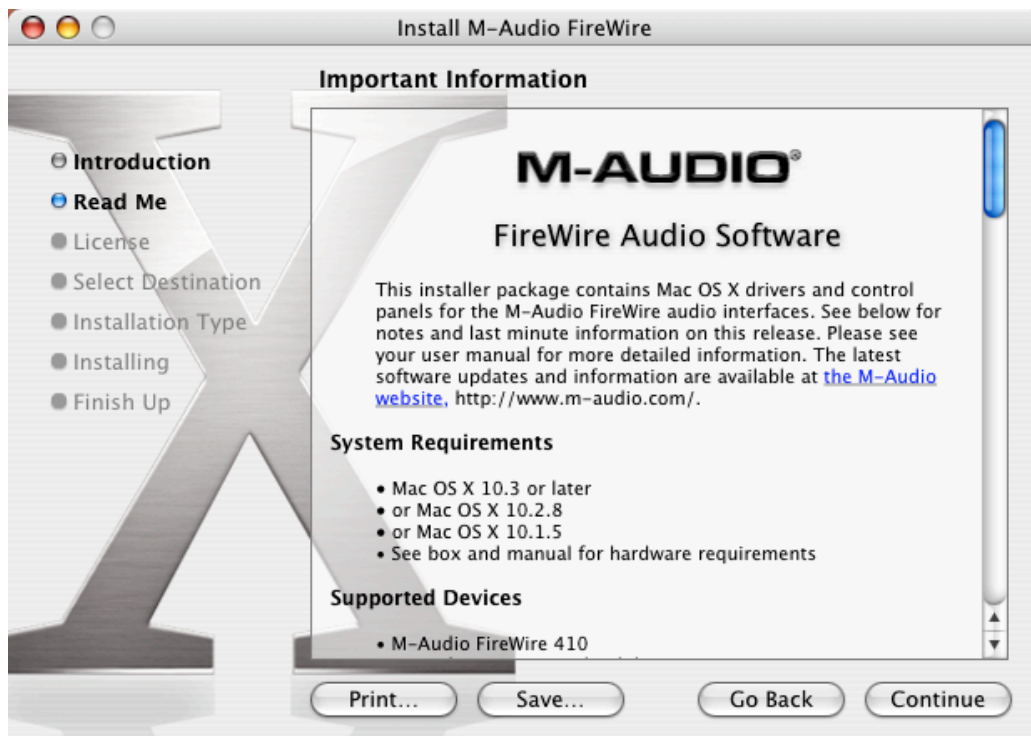 Install M-Audio FireWire
Important Information
Introduction
Read Me
License
Select Destination
Installation Type
Installing
Finish Up
M-AUDIO®
FireWire Audio Software
This installer package contains Mac OS X drivers and control
panels for the M-Audio FireWire audio interfaces. See below for
notes and last minute information on this release. Please see
your user manual for more detailed information. The latest
software updates and information are available at the M-Audio
website, http://www.m-audio.com/.
System Requirements
• Mac OS X 10.3 or later
• or Mac OS X 10.2.8
• or Mac OS X 10.1.5
• See box and manual for hardware requirements
Supported Devices
• M-Audio FireWire 410
Print...
Save...
Go Back
Continue